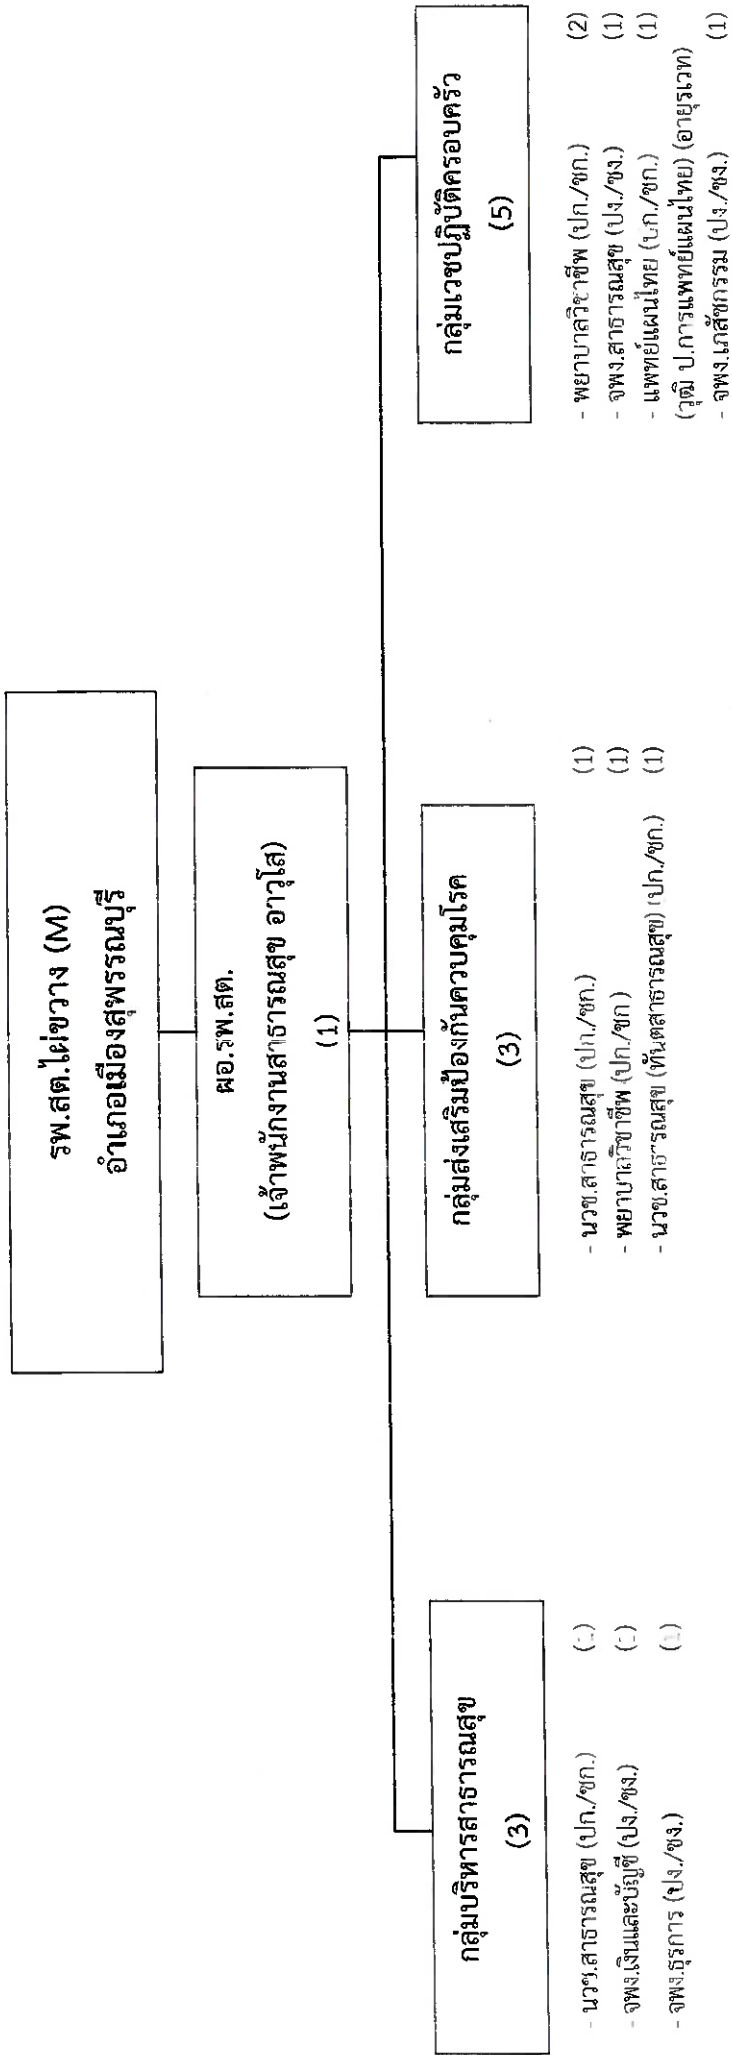 รพ.สต.ไผ่ขวาง (M)
อำเภอเมืองสุพรรณบุรี
ผอ.รพ.สต.
(เจ้าพนักงานสาธารณสุข อาวุโส)
(1)
กลุ่มบริหารสาธารณสุข
(3)
- นวช.สาธารณสุข (ปก./ชก.)
- จพง.เงินและบัญชี (ปง./ชง.)
- จพง.ธุรการ (ปง./ชง.) (1)
กลุ่มส่งเสริมป้องกันควบคุมโรค
(3)
- นวช.สาธารณสุข (ปก./ชก.) (1)
- พยาบาลวิชาชีพ (ปก./ชก) (1)
- นวช.สาธารณสุข (ทันตสาธารณสุข) (ปก./ชก.) (1)
กลุ่มเวชปฏิบัติครอบครัว
(5)
- พยาบาลวิชาชีพ (ปก./ชก.) (2)
- จพง.สาธารณสุข (ปง./ชง.) (1)
- แพทย์แผนไทย (ปก./ชก.) (1)
(วุฒิ ป.การแพทย์แผนไทย) (อายุรเวท)
- จพง.เภสัชกรรม (ปง./ชง.) (1)